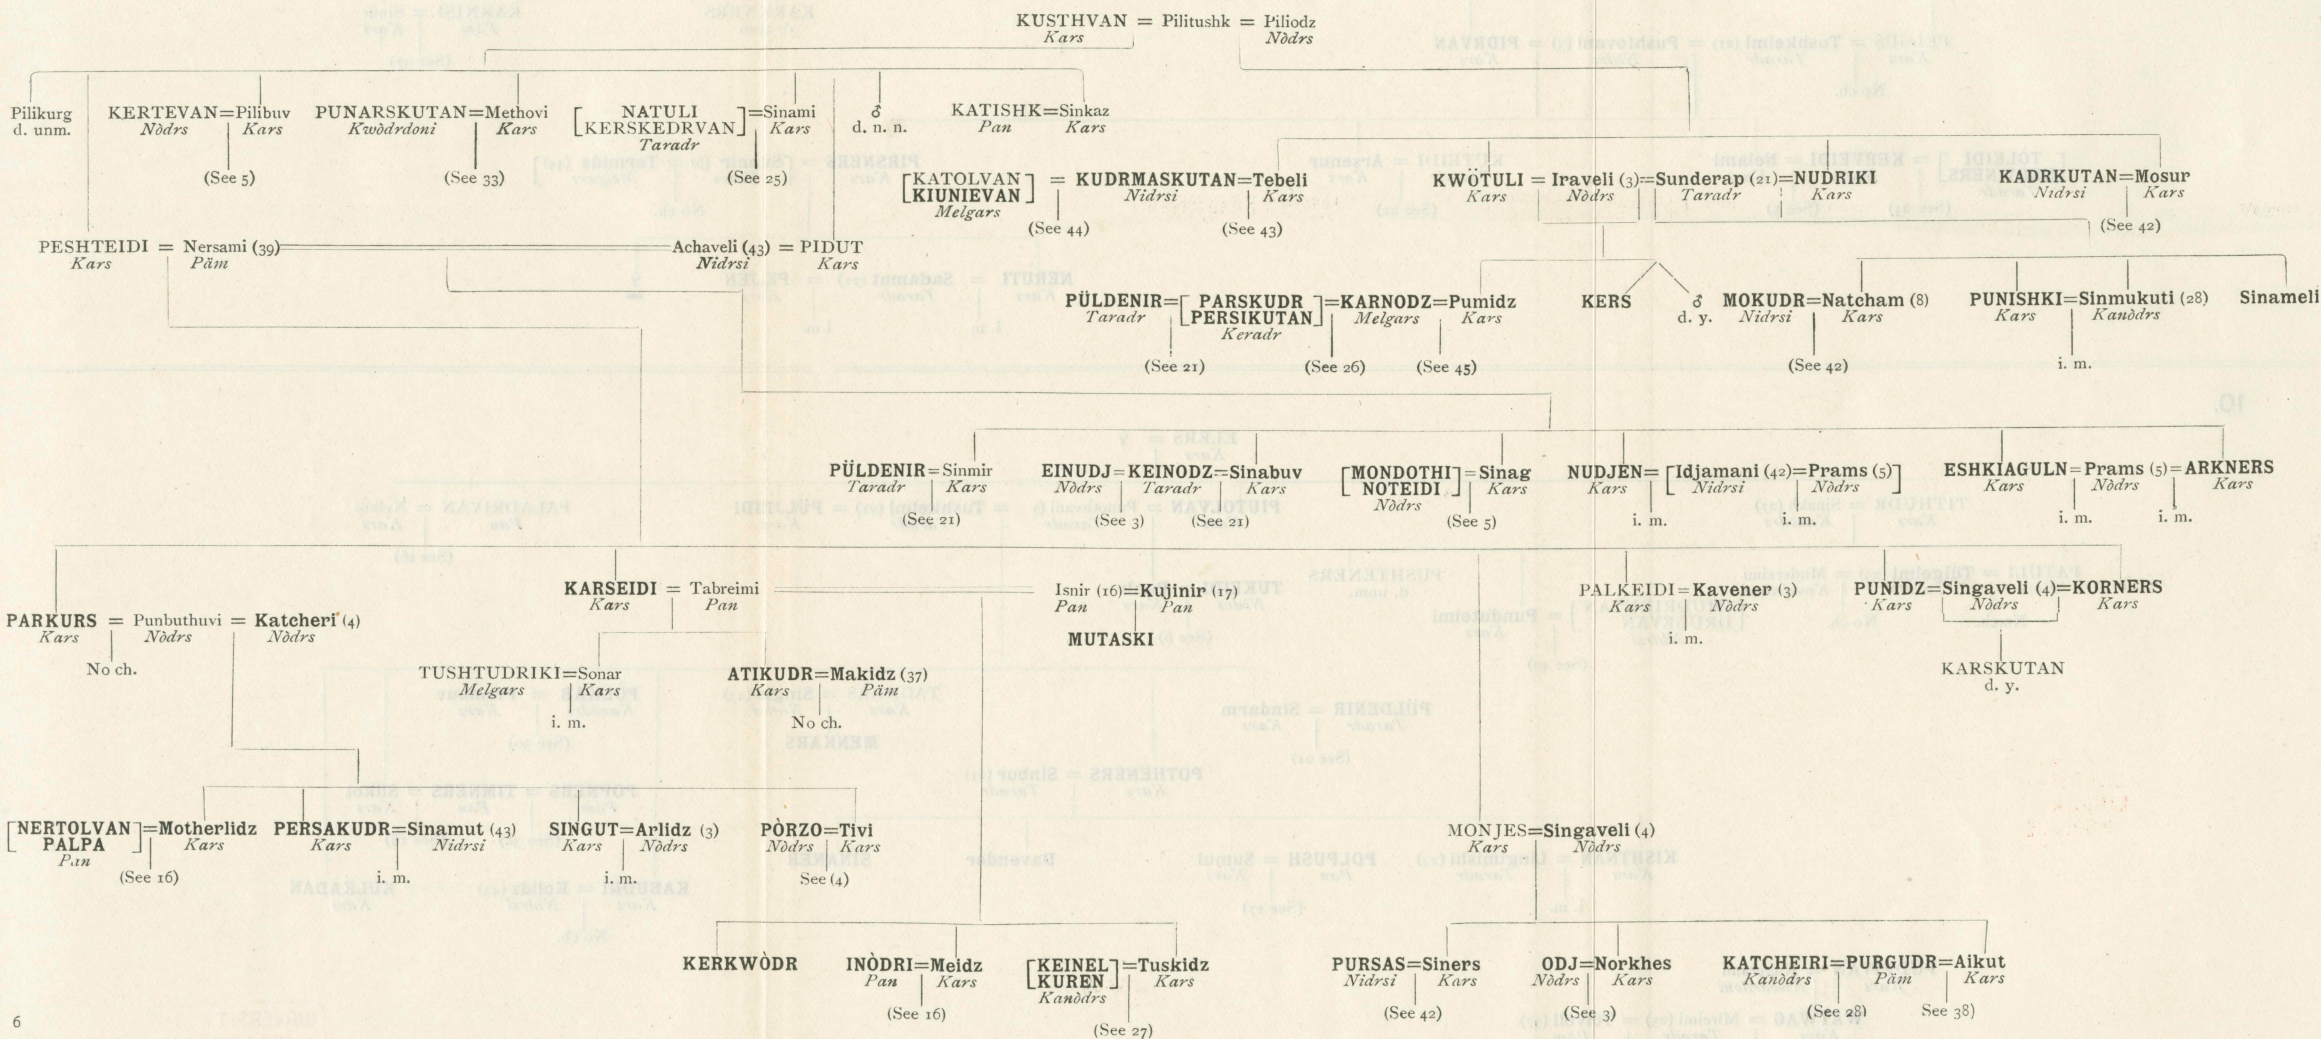 KUSTHVAN = Pilitushk = Piliodz
Kars Nòdrs
Pilikurg KERTEVAN=Pilibuv PUNARSKUTAN=Methovi [NATULI KERSKEDRVAN]=Sinami ♂ KATISHK=Sinkaz
d. unm. Nòdrs Kars Kwòdrdoni Kars Taradr Kars d. n. n. Pan Kars
(See 5) (See 33) (See 25)
[KATOLVAN KIUNIEVAN] = KUDRMASKUTAN=Tebeli KWÖTULI = Iraveli (3)=Sunderap (21)=NUDRIKI KADRKUTAN=Mosur
Melgars Nidrsi Kars Kars Nòdrs Taradr Kars Nidrsi Kars
(See 44) (See 43) (See 42)
PESHTEIDI = Nersami (39) Achaveli (43) = PIDUT
Kars Päm Nidrsi Kars
PÜLDENIR=[PARSKUDR PERSIKUTAN]=KARNODZ=Pumidz KERS ♂ MOKUDR=Natcham (8) PUNISHKI=Sinmukuti (28) Sinameli
Taradr Keradr Melgars Kars d. y. Nidrsi Kars Kars Kanòdrs
(See 21) (See 26) (See 45) (See 42) i. m.
PÜLDENIR=Sinmir EINUDJ=KEINODZ=Sinabuv [MONDOTHI NOTEIDI]=Sinag NUDJEN=[Idjamani (42)=Prams (5)] ESHKIAGULN=Prams (5)=ARKNERS
Taradr Kars Nòdrs Taradr Kars Nòdrs Kars Kars Nidrsi Nòdrs Kars Nòdrs Kars
(See 21) (See 3) (See 21) (See 5) i. m. i. m. i. m. i. m.
KARSEIDI = Tabreimi Isnir (16)=Kujinir (17) PALKEIDI=Kavener (3) PUNIDZ=Singaveli (4)=KORNERS
Kars Pan Pan Pan Kars Nòdrs Kars Nòdrs Kars
PARKURS = Punbuthuvi = Katcheri (4) MUTASKI i. m.
Kars Nòdrs Nòdrs
No ch. TUSHTUDRIKI=Sonar ATIKUDR=Makidz (37) KARSKUTAN
Melgars Kars Kars Päm d. y.
i. m. No ch.
[NERTOLVAN PALPA]=Motherlidz PERSAKUDR=Sinamut (43) SINGUT=Arlidz (3) PÒRZO=Tivi MONJES=Singaveli (4)
Pan Kars Kars Nidrsi Kars Nòdrs Nòdrs Kars Kars Nòdrs
(See 16) i. m. i. m. See (4)
KERKWÒDR INÒDRI=Meidz [KEINEL KUREN]=Tuskidz PURSAS=Siners ODJ=Norkhes KATCHEIRI=PURGUDR=Aikut
Pan Kars Kanòdrs Kars Nidrsi Kars Nòdrs Kars Kanòdrs Päm Kars
(See 16) (See 27) (See 42) (See 3) (See 28) See 38)
6